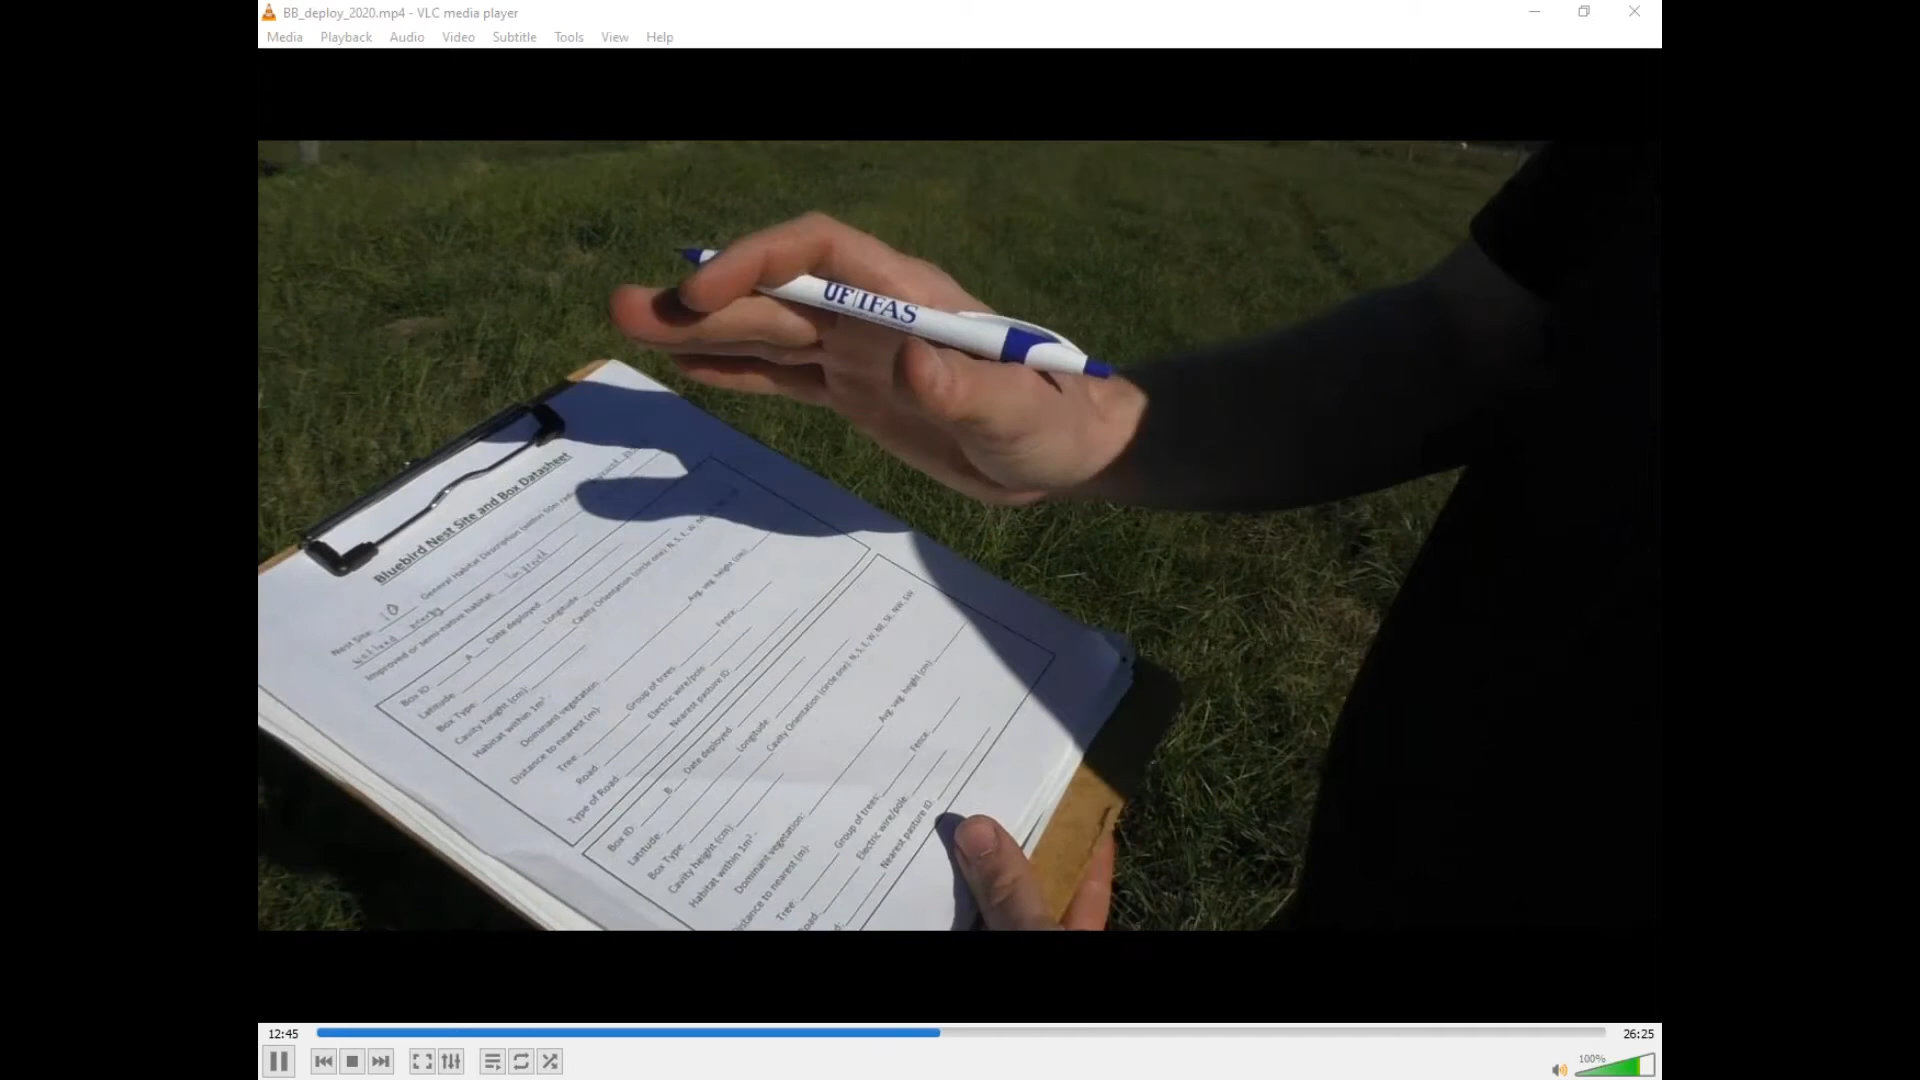 BB_deploy_2020.mp4 - VLC media player
Media Playback Audio Video Subtitle Tools View Help
UF|IFAS
Bluebird Nest Site and Box Datasheet
Nest Site: 10 General Habitat Description (within 50m
Improved or semi-native habitat:
Box ID: A Date deployed:
Latitude: Longitude:
Box Type: Cavity Orientation (circle one): N, S, E, W,
Cavity height (cm):
Habitat within 1m²:
Dominant vegetation: Avg. veg. height (cm):
Distance to nearest (m):
Tree: Group of trees: Fence:
Road: Electric wire/pole:
Type of Road: Nearest pasture ID:
Box ID: B Date deployed:
Latitude: Longitude:
Box Type: Cavity Orientation (circle one): N, S, E, W, NE, SE, NW, SW
Cavity height (cm):
Habitat within 1m²:
Dominant vegetation: Avg. veg. height (cm):
Distance to nearest (m):
Tree: Group of trees: Fence:
Road: Electric wire/pole:
Nearest pasture ID:
12:45 26:25
100%